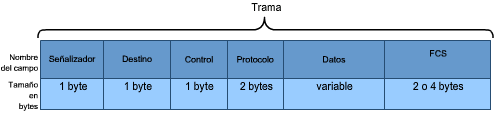 Trama
Nombre
del campo
Señalizador
Destino
Control
Protocolo
Datos
FCS
Tamaño
en
bytes
1 byte
1 byte
1 byte
2 bytes
variable
2 o 4 bytes